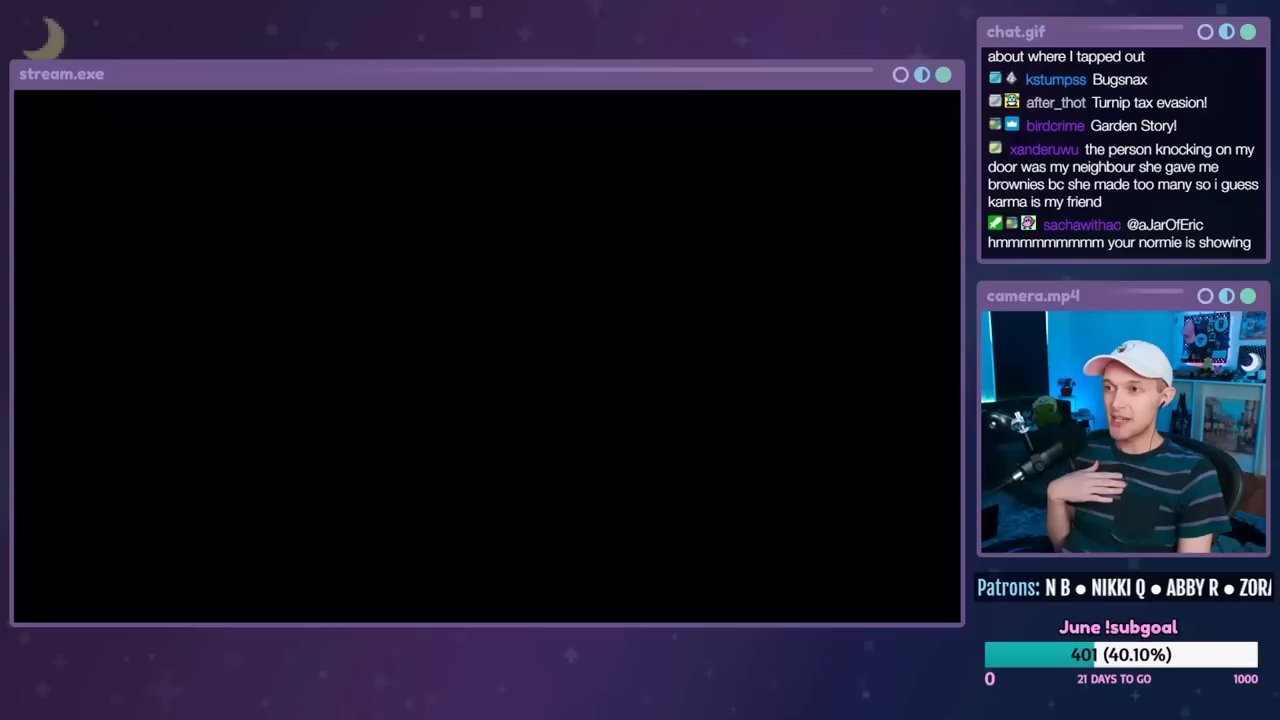 stream.exe
chat.gif
about where I tapped out
kstumpss Bugsnax
after_thot Turnip tax evasion!
birdcrime Garden Story!
xanderuwu the person knocking on my
door was my neighbour she gave me
brownies bc she made too many so i guess
karma is my friend
sachawithac @aJarOfEric
hmmmmmmmmm your normie is showing
camera.mp4
Patrons: N B ● NIKKI Q ● ABBY R ● ZORA
June !subgoal
401 (40.10%)
0 21 DAYS TO GO 1000